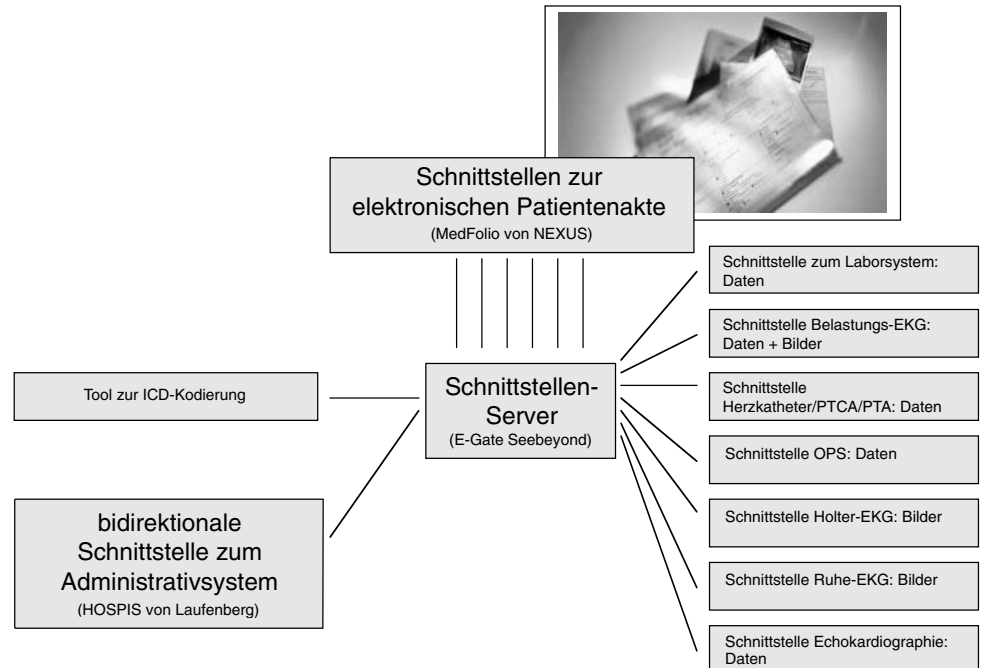 Schnittstellen zur
elektronischen Patientenakte
(MedFolio von NEXUS)
Schnittstelle zum Laborsystem:
Daten
Schnittstelle Belastungs-EKG:
Daten + Bilder
Tool zur ICD-Kodierung
Schnittstellen-
Server
(E-Gate Seebeyond)
Schnittstelle
Herzkatheter/PTCA/PTA: Daten
Schnittstelle OPS: Daten
bidirektionale
Schnittstelle zum
Administrativsystem
(HOSPIS von Laufenberg)
Schnittstelle Holter-EKG: Bilder
Schnittstelle Ruhe-EKG: Bilder
Schnittstelle Echokardiographie:
Daten